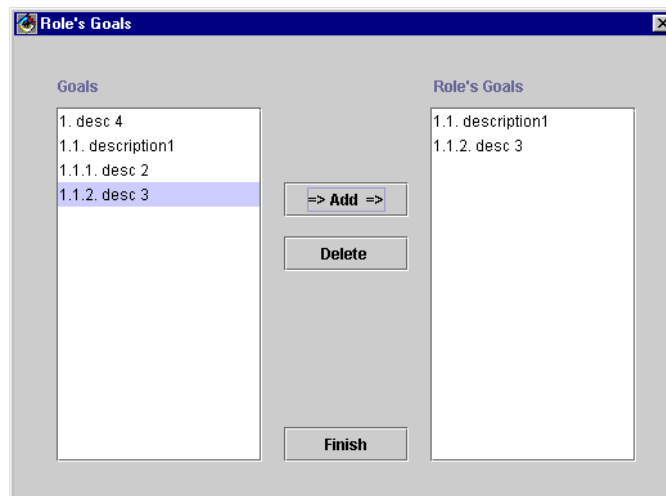 Role's Goals
Goals
1. desc 4
1.1. description1
1.1.1. desc 2
1.1.2. desc 3
=> Add =>
Delete
Finish
Role's Goals
1.1. description1
1.1.2. desc 3